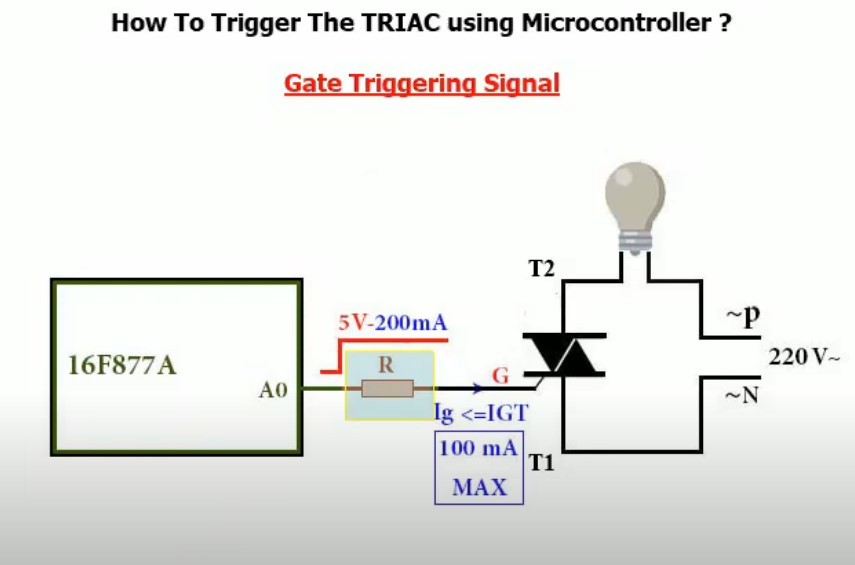 How To Trigger The TRIAC using Microcontroller ?
Gate Triggering Signal
T2
5V-200mA
~P
16F877A
R
220 V~
A0
G
~N
Ig <=IGT
100 mA
MAX
T1